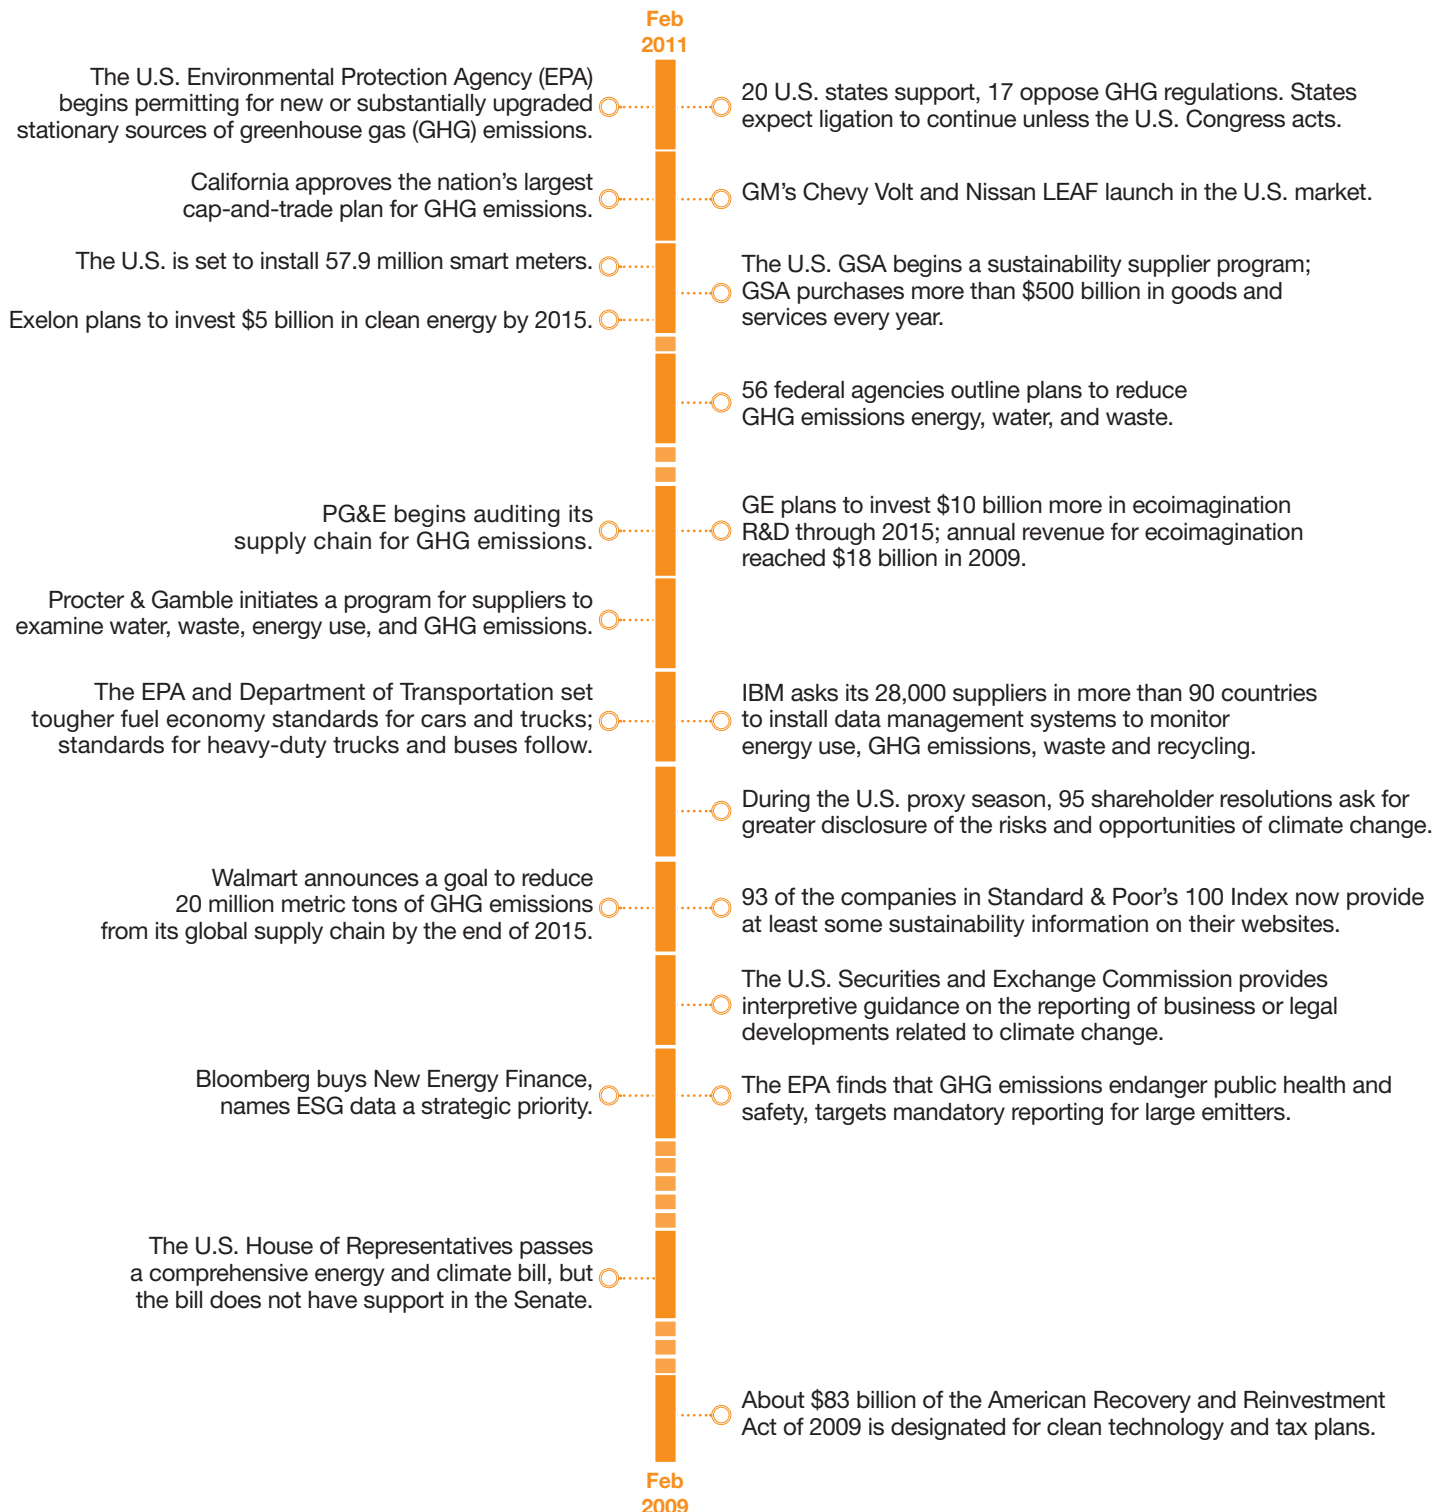 Feb
2011
The U.S. Environmental Protection Agency (EPA)
begins permitting for new or substantially upgraded
stationary sources of greenhouse gas (GHG) emissions.
20 U.S. states support, 17 oppose GHG regulations. States
expect ligation to continue unless the U.S. Congress acts.
California approves the nation’s largest
cap-and-trade plan for GHG emissions.
GM’s Chevy Volt and Nissan LEAF launch in the U.S. market.
The U.S. is set to install 57.9 million smart meters.
The U.S. GSA begins a sustainability supplier program;
GSA purchases more than $500 billion in goods and
services every year.
Exelon plans to invest $5 billion in clean energy by 2015.
56 federal agencies outline plans to reduce
GHG emissions energy, water, and waste.
PG&E begins auditing its
supply chain for GHG emissions.
GE plans to invest $10 billion more in ecoimagination
R&D through 2015; annual revenue for ecoimagination
reached $18 billion in 2009.
Procter & Gamble initiates a program for suppliers to
examine water, waste, energy use, and GHG emissions.
The EPA and Department of Transportation set
tougher fuel economy standards for cars and trucks;
standards for heavy-duty trucks and buses follow.
IBM asks its 28,000 suppliers in more than 90 countries
to install data management systems to monitor
energy use, GHG emissions, waste and recycling.
During the U.S. proxy season, 95 shareholder resolutions ask for
greater disclosure of the risks and opportunities of climate change.
Walmart announces a goal to reduce
20 million metric tons of GHG emissions
from its global supply chain by the end of 2015.
93 of the companies in Standard & Poor’s 100 Index now provide
at least some sustainability information on their websites.
The U.S. Securities and Exchange Commission provides
interpretive guidance on the reporting of business or legal
developments related to climate change.
Bloomberg buys New Energy Finance,
names ESG data a strategic priority.
The EPA finds that GHG emissions endanger public health and
safety, targets mandatory reporting for large emitters.
The U.S. House of Representatives passes
a comprehensive energy and climate bill, but
the bill does not have support in the Senate.
About $83 billion of the American Recovery and Reinvestment
Act of 2009 is designated for clean technology and tax plans.
Feb
2009